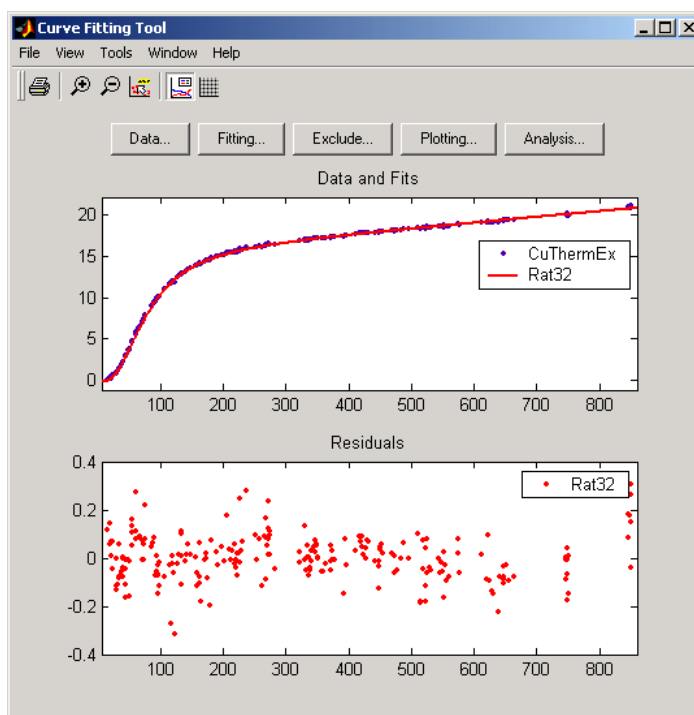 Curve Fitting Tool
File View Tools Window Help
Data... Fitting... Exclude... Plotting... Analysis...
Data and Fits
20
15
10
5
0
CuThermEx
Rat32
100 200 300 400 500 600 700 800
Residuals
0.4
0.2
0
-0.2
-0.4
Rat32
100 200 300 400 500 600 700 800